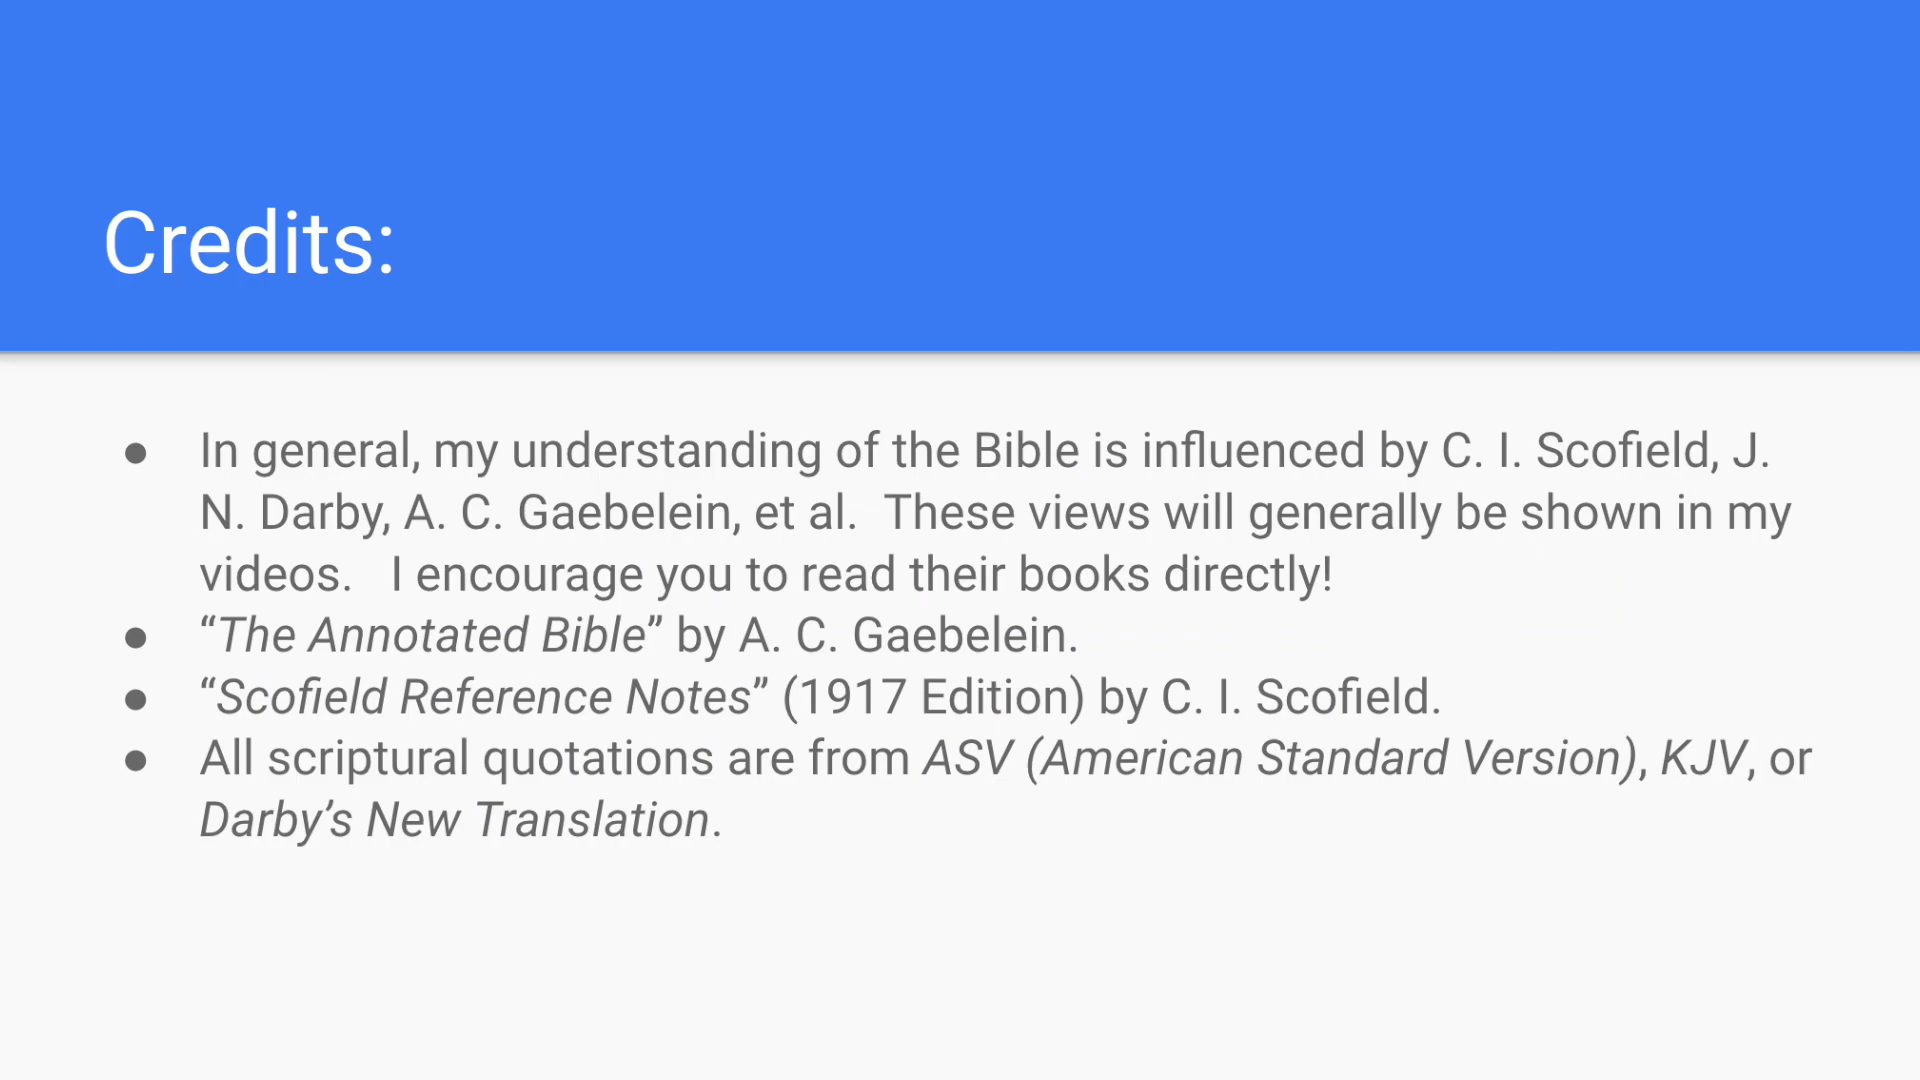 Credits:
● In general, my understanding of the Bible is influenced by C. I. Scofield, J.
N. Darby, A. C. Gaebelein, et al.  These views will generally be shown in my
videos.   I encourage you to read their books directly!
● “The Annotated Bible” by A. C. Gaebelein.
● “Scofield Reference Notes” (1917 Edition) by C. I. Scofield.
● All scriptural quotations are from ASV (American Standard Version), KJV, or
Darby’s New Translation.